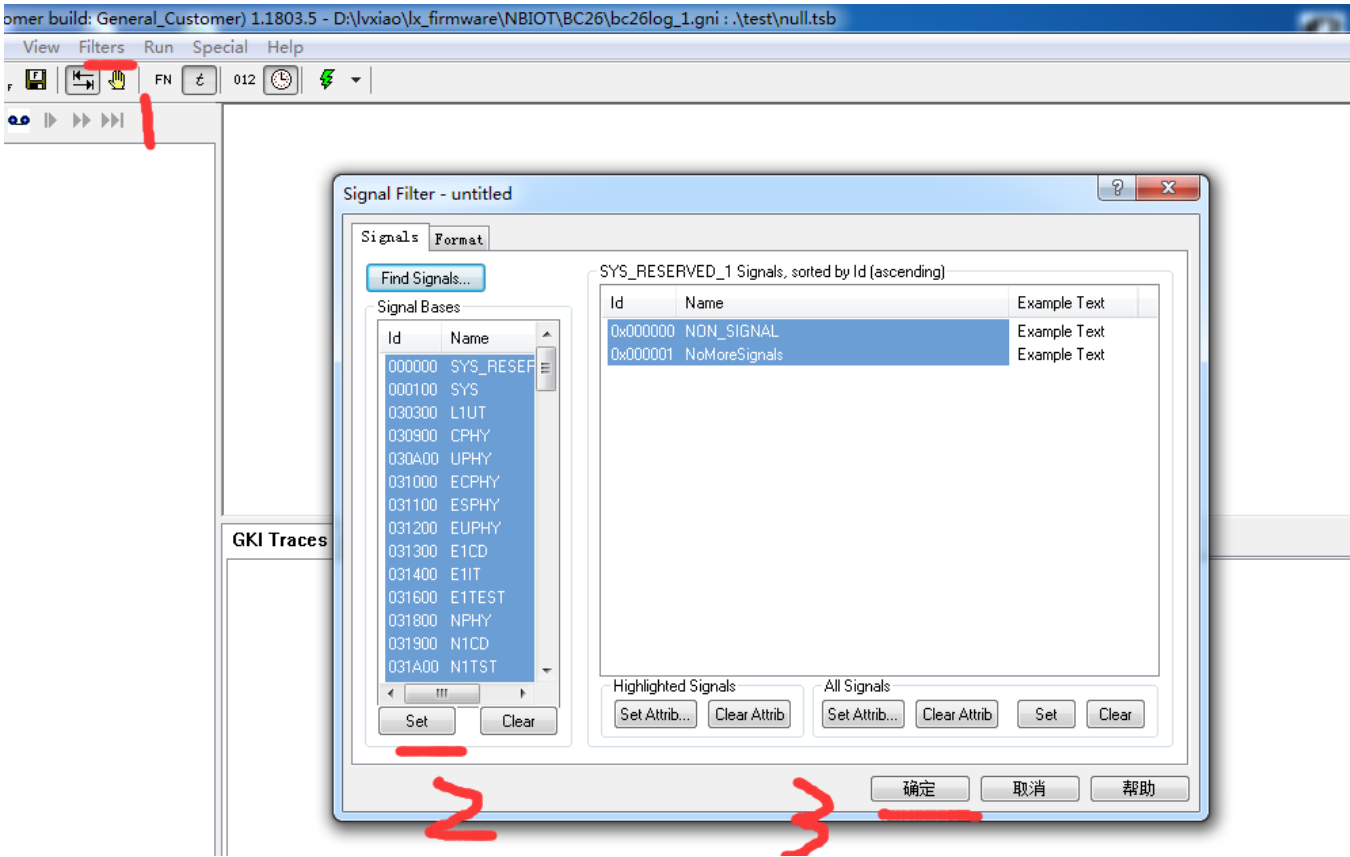 omer build: General_Customer) 1.1803.5 - D:\lvxiao\lx_firmware\NBIOT\BC26\bc26log_1.gni : .\test\null.tsb
View Filters Run Special Help
F FN t 012
1
Signal Filter - untitled
Signals Format
Find Signals...
Signal Bases
Id Name
000000 SYS_RESEF
000100 SYS
030300 L1UT
030900 CPHY
030A00 UPHY
031000 ECPHY
031100 ESPHY
031200 EUPHY
031300 E1CD
031400 E1IT
031600 E1TEST
031800 NPHY
031900 N1CD
031A00 N1TST
Set Clear
SYS_RESERVED_1 Signals, sorted by Id (ascending)
Id Name Example Text
0x000000 NON_SIGNAL Example Text
0x000001 NoMoreSignals Example Text
Highlighted Signals
Set Attrib... Clear Attrib
All Signals
Set Attrib... Clear Attrib Set Clear
确定 取消 帮助
GKI Traces
2
3